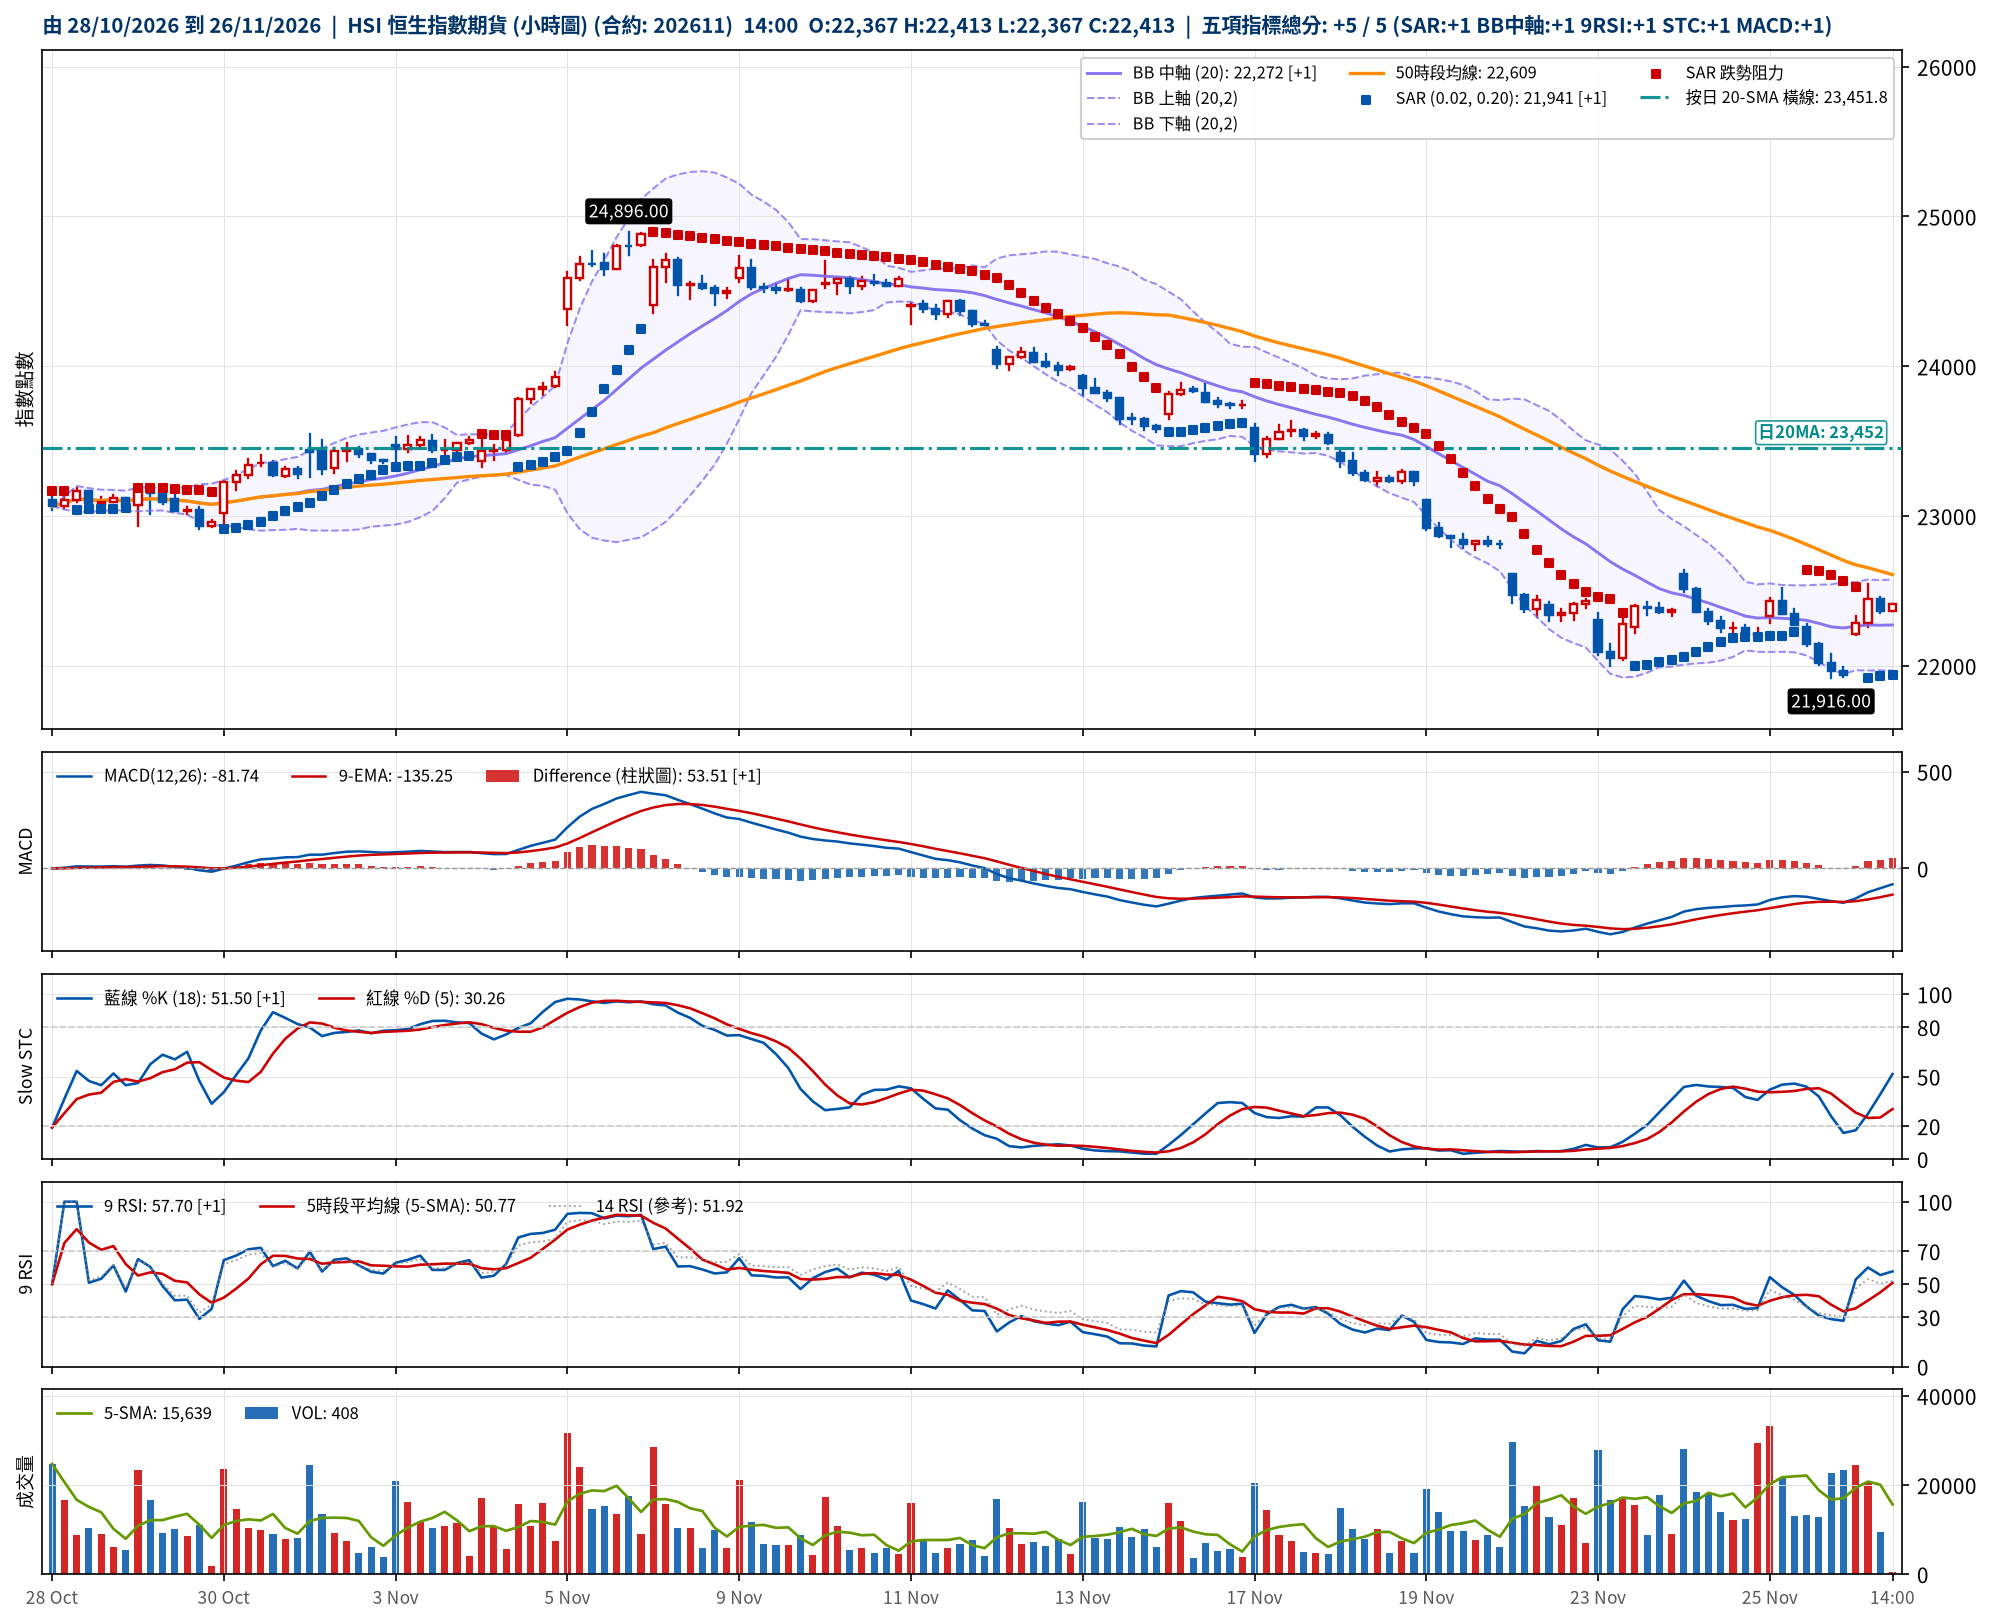 由 28/10/2026 到 26/11/2026 | HSI 恒生指數期貨 (小時圖) (合約: 202611) 14:00 O:22,367 H:22,413 L:22,367 C:22,413 | 五項指標總分: +5 / 5 (SAR:+1 BB中軸:+1 9RSI:+1 STC:+1 MACD:+1)
BB 中軸 (20): 22,272 [+1]
BB 上軸 (20,2)
BB 下軸 (20,2)
50時段均線: 22,609
SAR (0.02, 0.20): 21,941 [+1]
SAR 跌勢阻力
按日 20-SMA 橫線: 23,451.8
指數點數
26000
25000
24000
23000
22000
24,896.00
日20MA: 23,452
21,916.00
MACD
MACD(12,26): -81.74
9-EMA: -135.25
Difference (柱狀圖): 53.51 [+1]
500
0
Slow STC
藍線 %K (18): 51.50 [+1]
紅線 %D (5): 30.26
100
80
50
20
0
9 RSI
9 RSI: 57.70 [+1]
5時段平均線 (5-SMA): 50.77
14 RSI (參考): 51.92
100
70
50
30
0
成交量
5-SMA: 15,639
VOL: 408
40000
20000
0
28 Oct
30 Oct
3 Nov
5 Nov
9 Nov
11 Nov
13 Nov
17 Nov
19 Nov
23 Nov
25 Nov
14:00